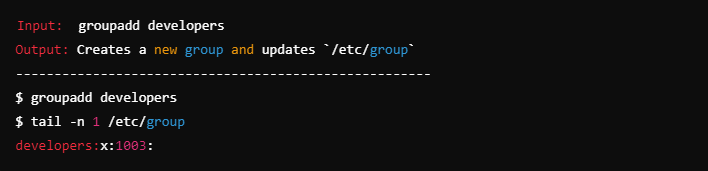 Input:  groupadd developers
Output: Creates a new group and updates `/etc/group`
-------------------------------------------------------
$ groupadd developers
$ tail -n 1 /etc/group
developers:x:1003: